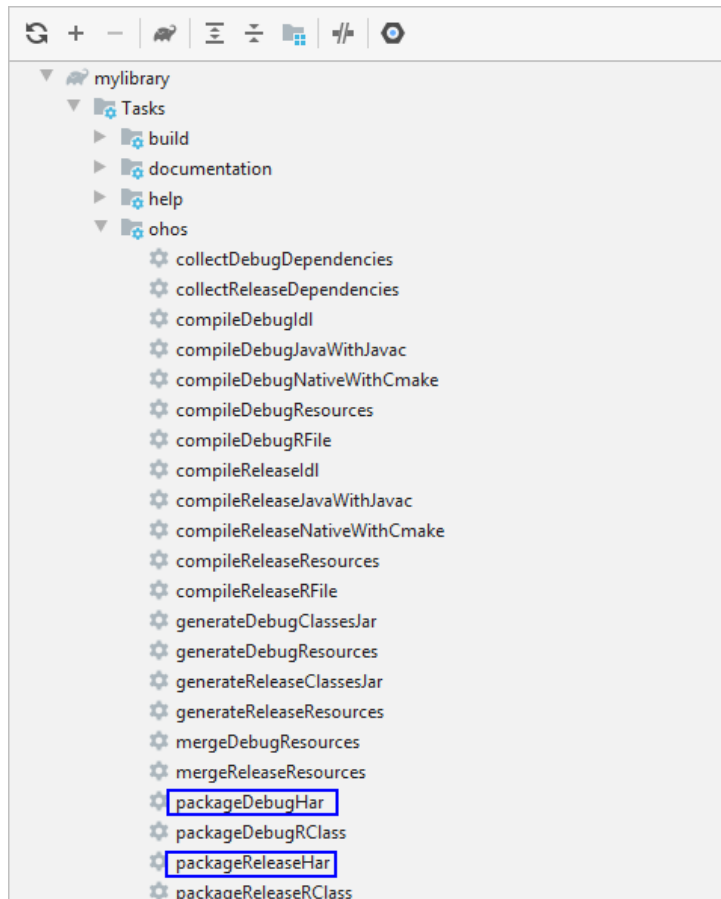 mylibrary
Tasks
build
documentation
help
ohos
collectDebugDependencies
collectReleaseDependencies
compileDebugIdl
compileDebugJavaWithJavac
compileDebugNativeWithCmake
compileDebugResources
compileDebugRFile
compileReleaseIdl
compileReleaseJavaWithJavac
compileReleaseNativeWithCmake
compileReleaseResources
compileReleaseRFile
generateDebugClassesJar
generateDebugResources
generateReleaseClassesJar
generateReleaseResources
mergeDebugResources
mergeReleaseResources
packageDebugHar
packageDebugRClass
packageReleaseHar
packageReleaseRClass